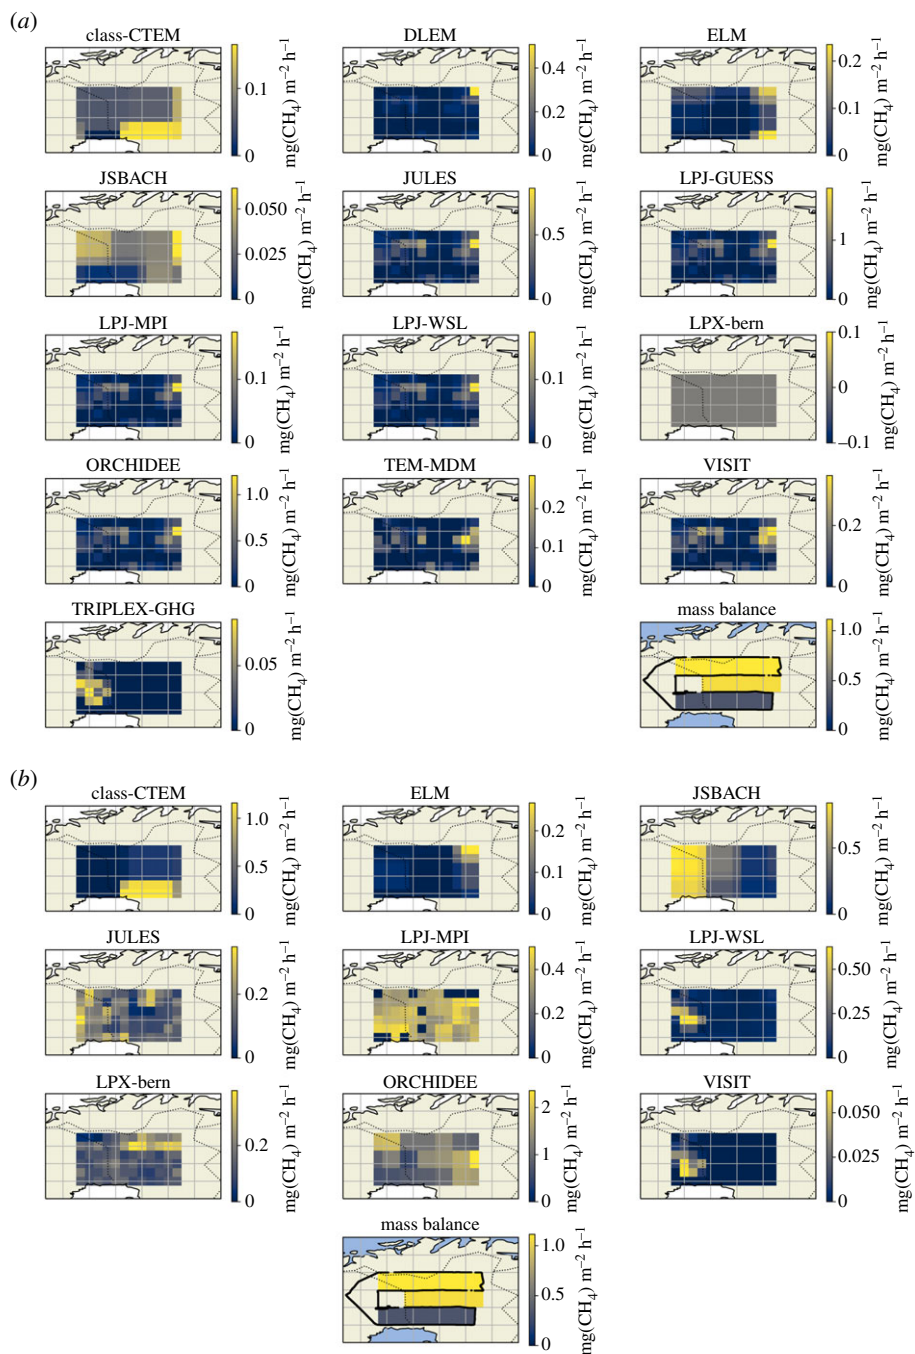 (a)
class-CTEM
DLEM
ELM
0.1
0
mg(CH4) m−2 h−1
0.4
0.2
0
mg(CH4) m−2 h−1
0.2
0.1
0
mg(CH4) m−2 h−1
JSBACH
JULES
LPJ-GUESS
0.050
0.025
0
mg(CH4) m−2 h−1
0.5
0
mg(CH4) m−2 h−1
1
0
mg(CH4) m−2 h−1
LPJ-MPI
LPJ-WSL
LPX-bern
0.1
0
mg(CH4) m−2 h−1
0.1
0
mg(CH4) m−2 h−1
0.1
0
−0.1
mg(CH4) m−2 h−1
ORCHIDEE
TEM-MDM
VISIT
1.0
0.5
0
mg(CH4) m−2 h−1
0.2
0.1
0
mg(CH4) m−2 h−1
0.2
0
mg(CH4) m−2 h−1
TRIPLEX-GHG
mass balance
0.05
0
mg(CH4) m−2 h−1
1.0
0.5
0
mg(CH4) m−2 h−1
(b)
class-CTEM
ELM
JSBACH
1.0
0.5
0
mg(CH4) m−2 h−1
0.2
0.1
0
mg(CH4) m−2 h−1
0.5
0
mg(CH4) m−2 h−1
JULES
LPJ-MPI
LPJ-WSL
0.2
0
mg(CH4) m−2 h−1
0.4
0.2
0
mg(CH4) m−2 h−1
0.50
0.25
0
mg(CH4) m−2 h−1
LPX-bern
ORCHIDEE
VISIT
0.2
0
mg(CH4) m−2 h−1
2
1
0
mg(CH4) m−2 h−1
0.050
0.025
0
mg(CH4) m−2 h−1
mass balance
1.0
0.5
0
mg(CH4) m−2 h−1